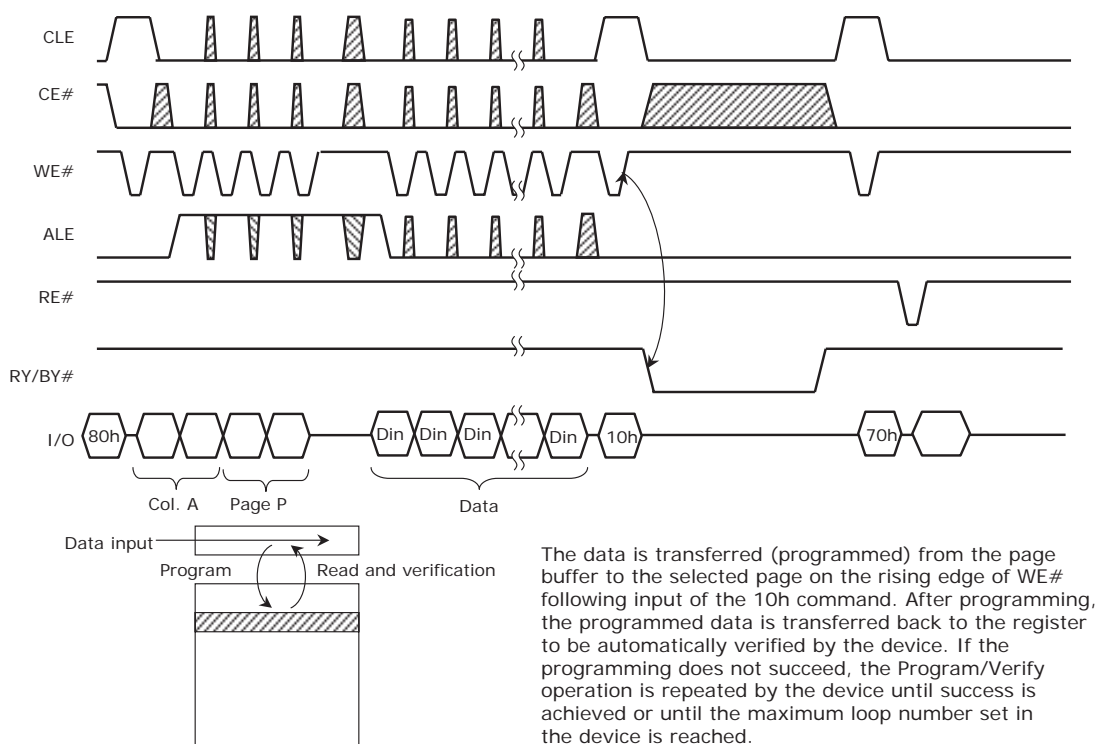 CLE
CE#
WE#
ALE
RE#
RY/BY#
I/O 80h Din Din Din Din 10h 70h
Col. A Page P Data
Data input
Program Read and verification
The data is transferred (programmed) from the page
buffer to the selected page on the rising edge of WE#
following input of the 10h command. After programming,
the programmed data is transferred back to the register
to be automatically verified by the device. If the
programming does not succeed, the Program/Verify
operation is repeated by the device until success is
achieved or until the maximum loop number set in
the device is reached.